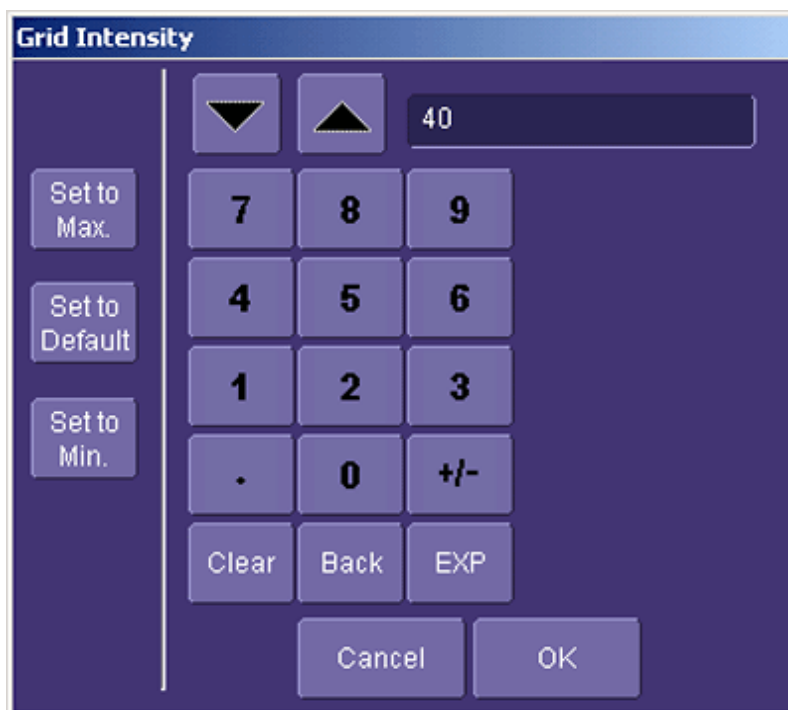 Grid Intensity
40
Set to
Max.
7 8 9
Set to
Default
4 5 6
1 2 3
Set to
Min.
. 0 +/-
Clear Back EXP
Cancel OK